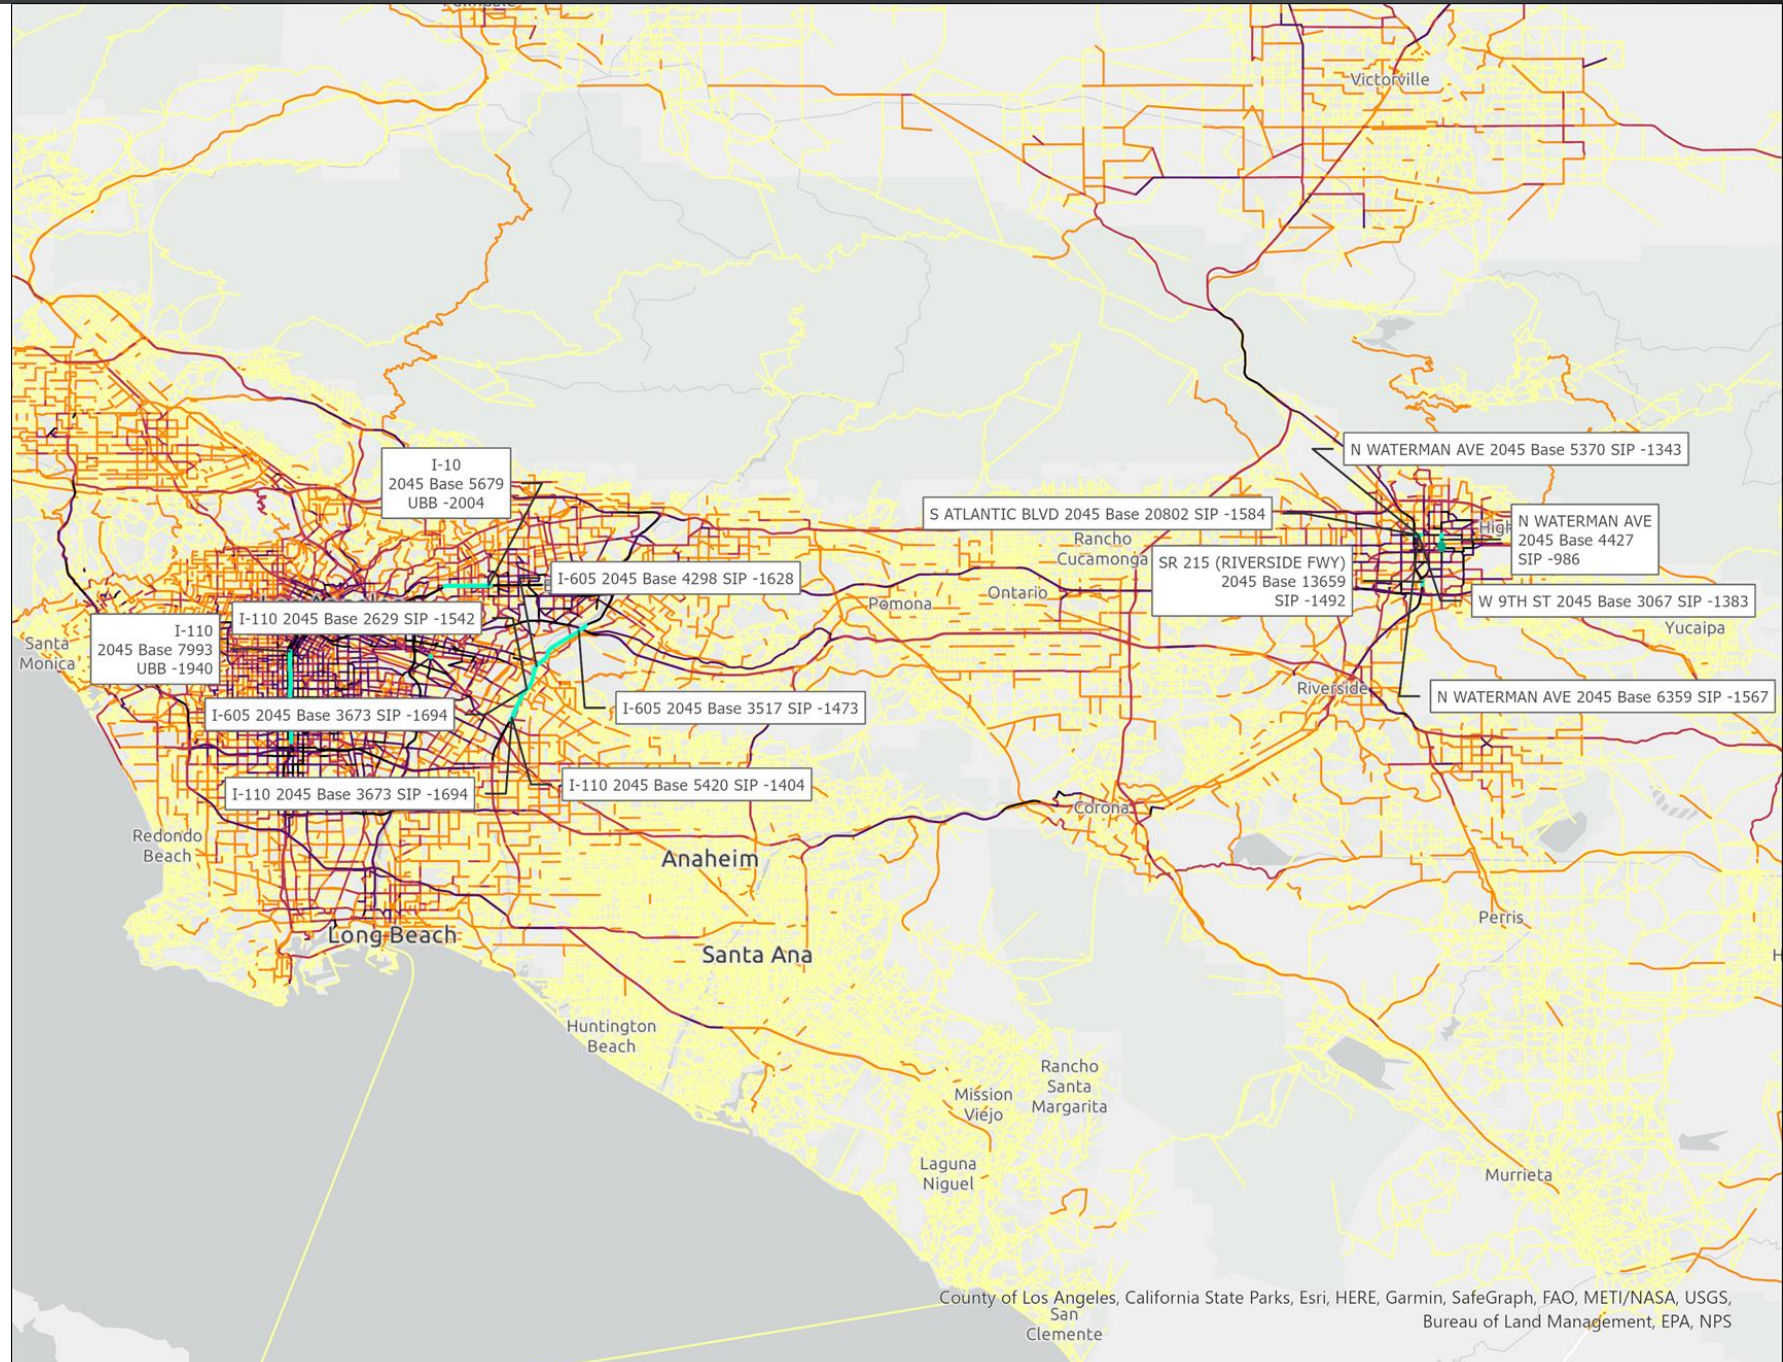 Victorville
N WATERMAN AVE 2045 Base 5370 SIP -1343
I-10
2045 Base 5679
UBB -2004
S ATLANTIC BLVD 2045 Base 20802 SIP -1584
N WATERMAN AVE
2045 Base 4427
SIP -986
Rancho
Cucamonga
SR 215 (RIVERSIDE FWY)
2045 Base 13659
SIP -1492
I-605 2045 Base 4298 SIP -1628
Ontario
Pomona
W 9TH ST 2045 Base 3067 SIP -1383
I-110 2045 Base 2629 SIP -1542
Yucaipa
I-110
2045 Base 7993
UBB -1940
Santa
Monica
Riverside
N WATERMAN AVE 2045 Base 6359 SIP -1567
I-605 2045 Base 3517 SIP -1473
I-605 2045 Base 3673 SIP -1694
I-110 2045 Base 5420 SIP -1404
I-110 2045 Base 3673 SIP -1694
Corona
Redondo
Beach
Anaheim
Perris
Long Beach
Santa Ana
Huntington
Beach
Rancho
Santa
Margarita
Mission
Viejo
Laguna
Niguel
Murrieta
County of Los Angeles, California State Parks, Esri, HERE, Garmin, SafeGraph, FAO, METI/NASA, USGS,
Bureau of Land Management, EPA, NPS
San
Clemente